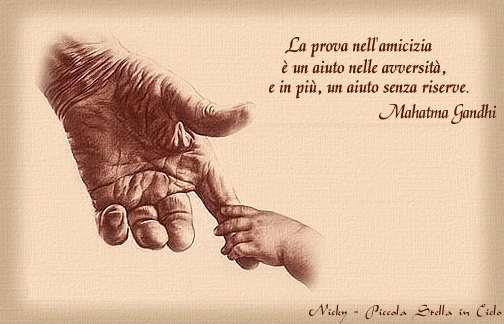 La prova nell'amicizia
è un aiuto nelle avversità,
e in più, un aiuto senza riserve.
Mahatma Gandhi
Nicky - Piccola Stella in Cielo